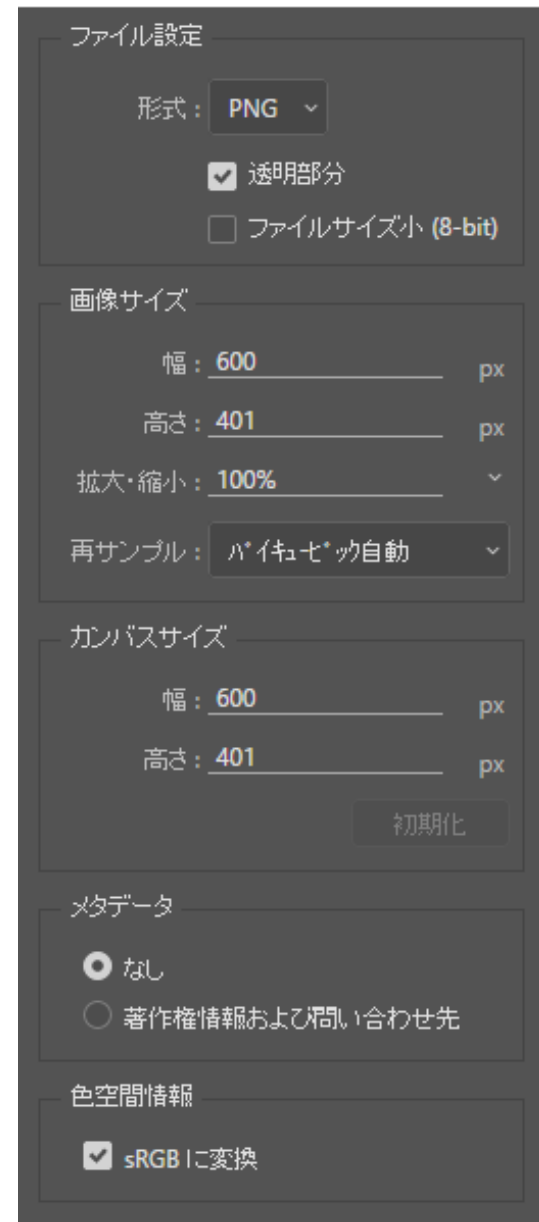 ファイル設定
形式： PNG
透明部分
ファイルサイズ小 (8-bit)
画像サイズ
幅： 600 px
高さ： 401 px
拡大・縮小： 100%
再サンプル： ﾊﾞｲｷｭｰﾋﾞｯｸ自動
カンバスサイズ
幅： 600 px
高さ： 401 px
初期化
メタデータ
なし
著作権情報および問い合わせ先
色空間情報
sRGB に変換